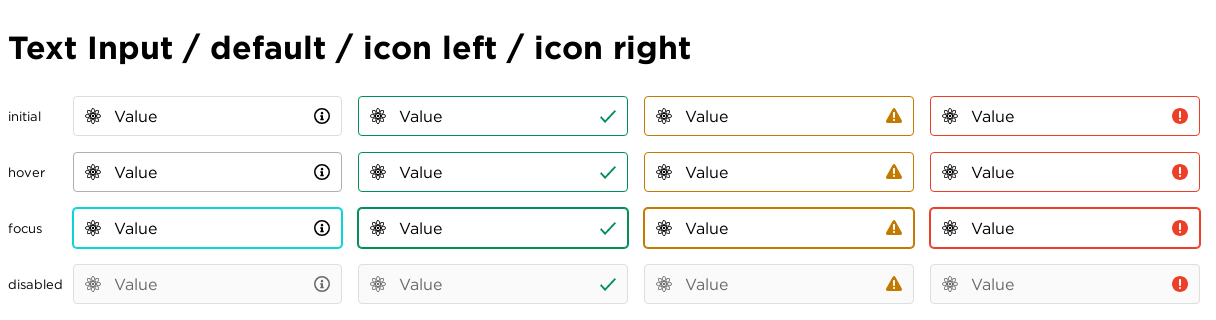 Text Input / default / icon left / icon right
initial Value Value Value Value
hover Value Value Value Value
focus Value Value Value Value
disabled Value Value Value Value